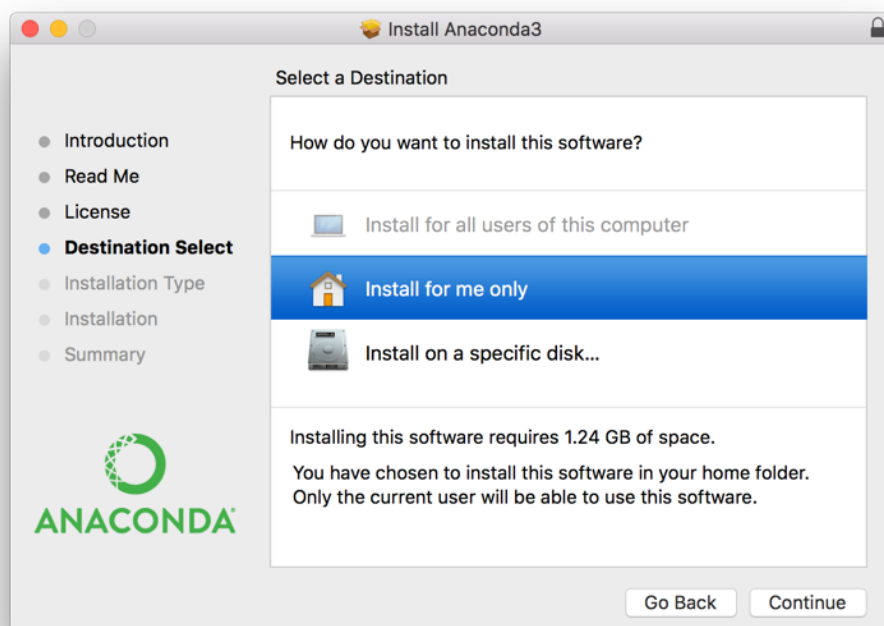 Install Anaconda3
Select a Destination
Introduction
Read Me
License
Destination Select
Installation Type
Installation
Summary
How do you want to install this software?
Install for all users of this computer
Install for me only
Install on a specific disk...
Installing this software requires 1.24 GB of space.
You have chosen to install this software in your home folder.
Only the current user will be able to use this software.
ANACONDA
Go Back
Continue